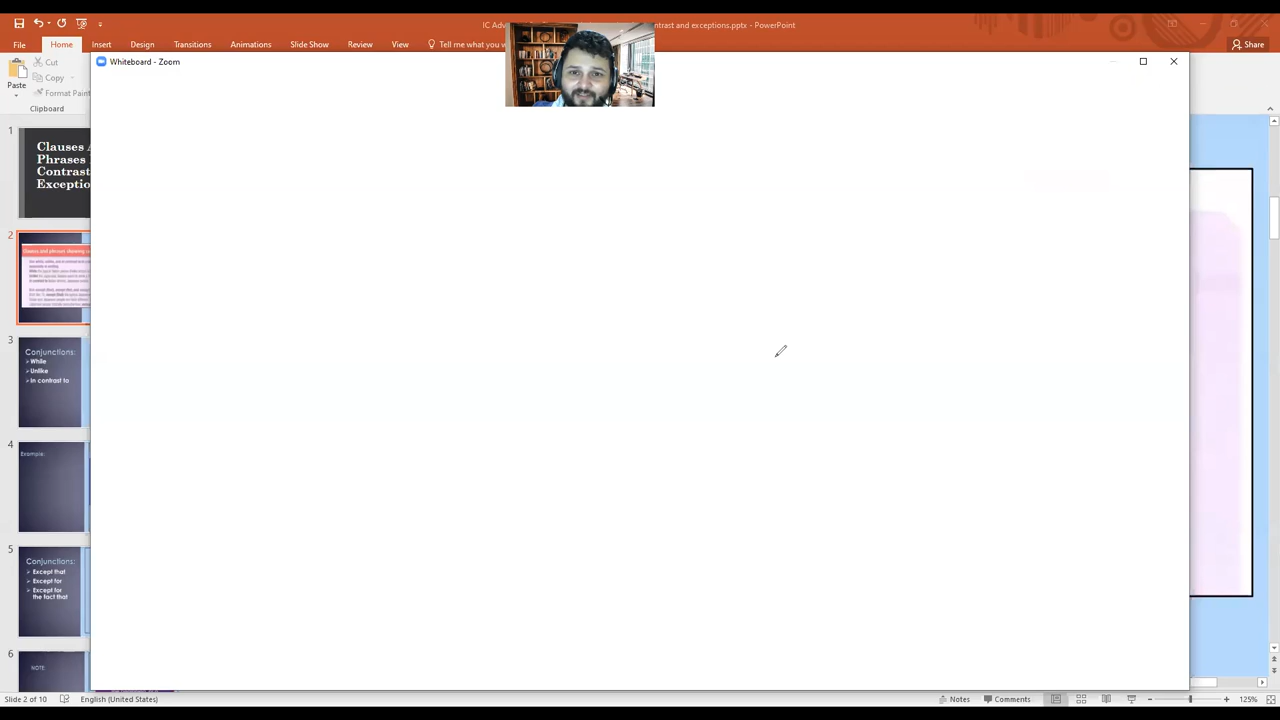 IC Adv
ontrast and exceptions.pptx - PowerPoint
File
Home
Insert
Design
Transitions
Animations
Slide Show
Review
View
Tell me what you
Share
Paste
Cut
Copy
Format Paint
Clipboard
Whiteboard - Zoom
1
Clauses
Phrases
Contrast
Exceptio
2
3
Conjunctions:
While
Unlike
In contrast to
4
Example:
5
Conjunctions:
Except that
Except for
Except for
the fact that
6
NOTE:
Slide 2 of 10
English (United States)
Notes
Comments
125%